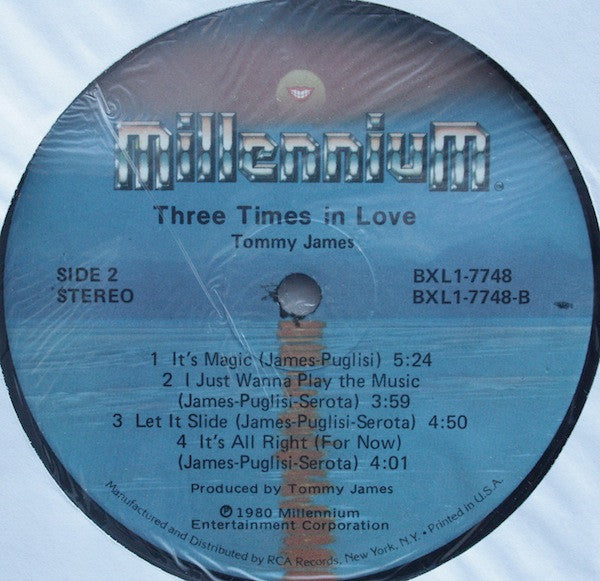 millennium
TM
Three Times in Love
Tommy James
SIDE 2
STEREO
BXL1-7748
BXL1-7748-B
1 It's Magic (James-Puglisi) 5:24
2 I Just Wanna Play the Music
(James-Puglisi-Serota) 3:59
3 Let It Slide (James-Puglisi-Serota) 4:50
4 It's All Right (For Now)
(James-Puglisi-Serota) 4:01
Produced by Tommy James
℗ 1980 Millennium
Entertainment Corporation
Manufactured and Distributed by RCA Records, New York, N.Y. • Printed in U.S.A.